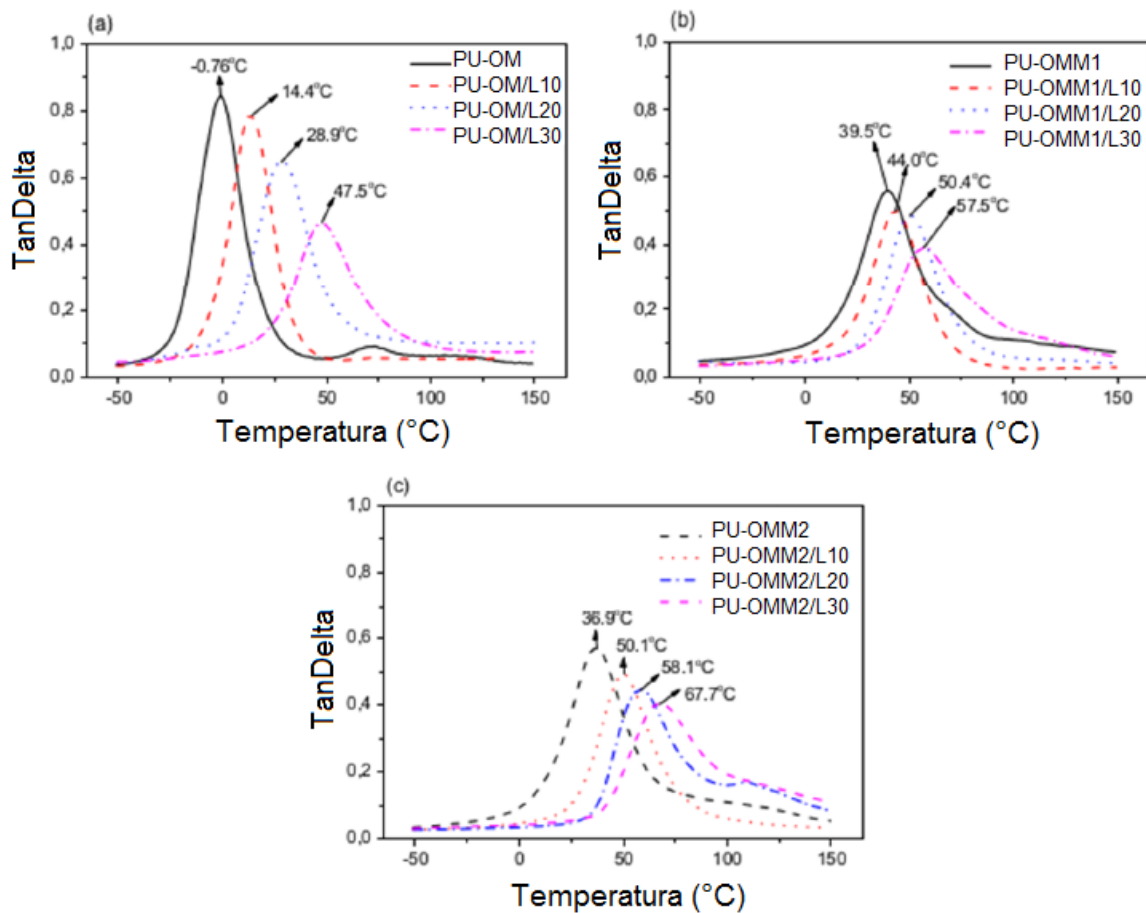 (a)
1,0
0,8
0,6
0,4
0,2
0,0
TanDelta
-0.76°C
14.4°C
28.9°C
47.5°C
PU-OM
PU-OM/L10
PU-OM/L20
PU-OM/L30
-50
0
50
100
150
Temperatura (°C)
(b)
1,0
0,8
0,6
0,4
0,2
0,0
TanDelta
39.5°C
44.0°C
50.4°C
57.5°C
PU-OMM1
PU-OMM1/L10
PU-OMM1/L20
PU-OMM1/L30
-50
0
50
100
150
Temperatura (°C)
(c)
1,0
0,8
0,6
0,4
0,2
0,0
TanDelta
36.9°C
50.1°C
58.1°C
67.7°C
PU-OMM2
PU-OMM2/L10
PU-OMM2/L20
PU-OMM2/L30
-50
0
50
100
150
Temperatura (°C)